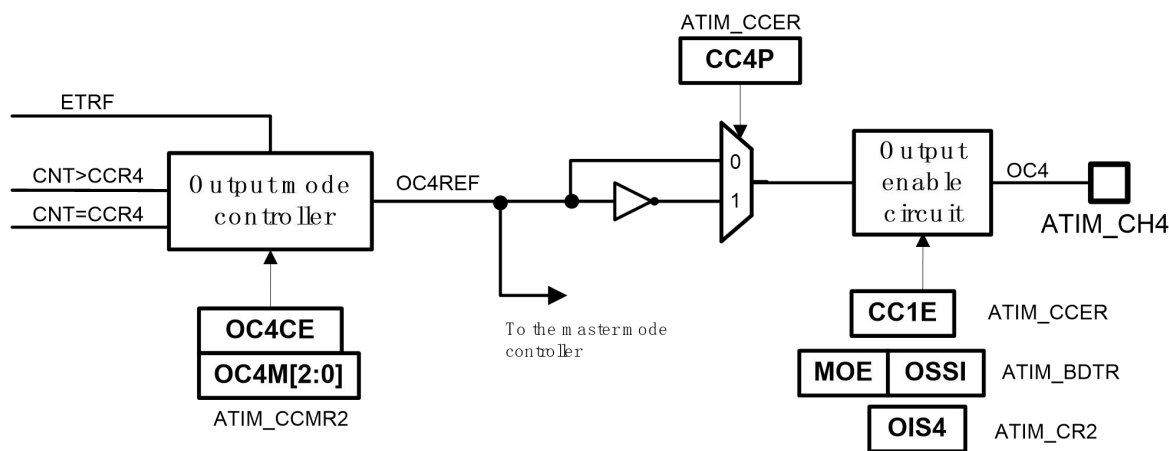 ATIM_CCER
CC4P
ETRF
CNT>CCR4
CNT=CCR4
Output mode
controller
OC4REF
0
1
Output
enable
circuit
OC4
ATIM_CH4
OC4CE
OC4M[2:0]
ATIM_CCMR2
To the master mode
controller
CC1E
ATIM_CCER
MOE OSSI
ATIM_BDTR
OIS4
ATIM_CR2